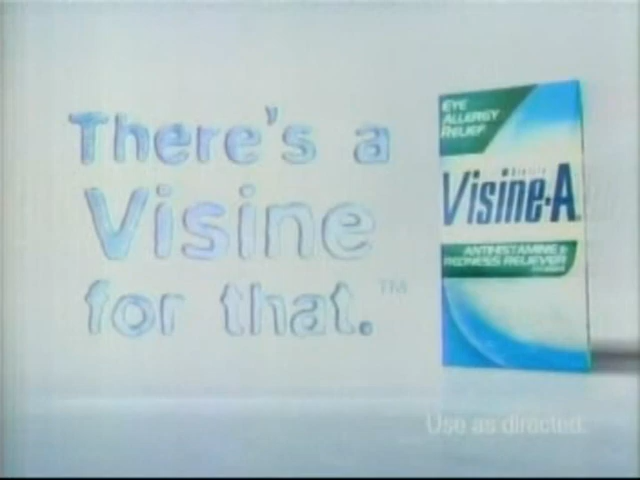 There's a
Visine
for that.™
EYE
ALLERGY
RELIEF
Visine-A
ANTIHISTAMINE &
REDNESS RELIEVER
Use as directed.